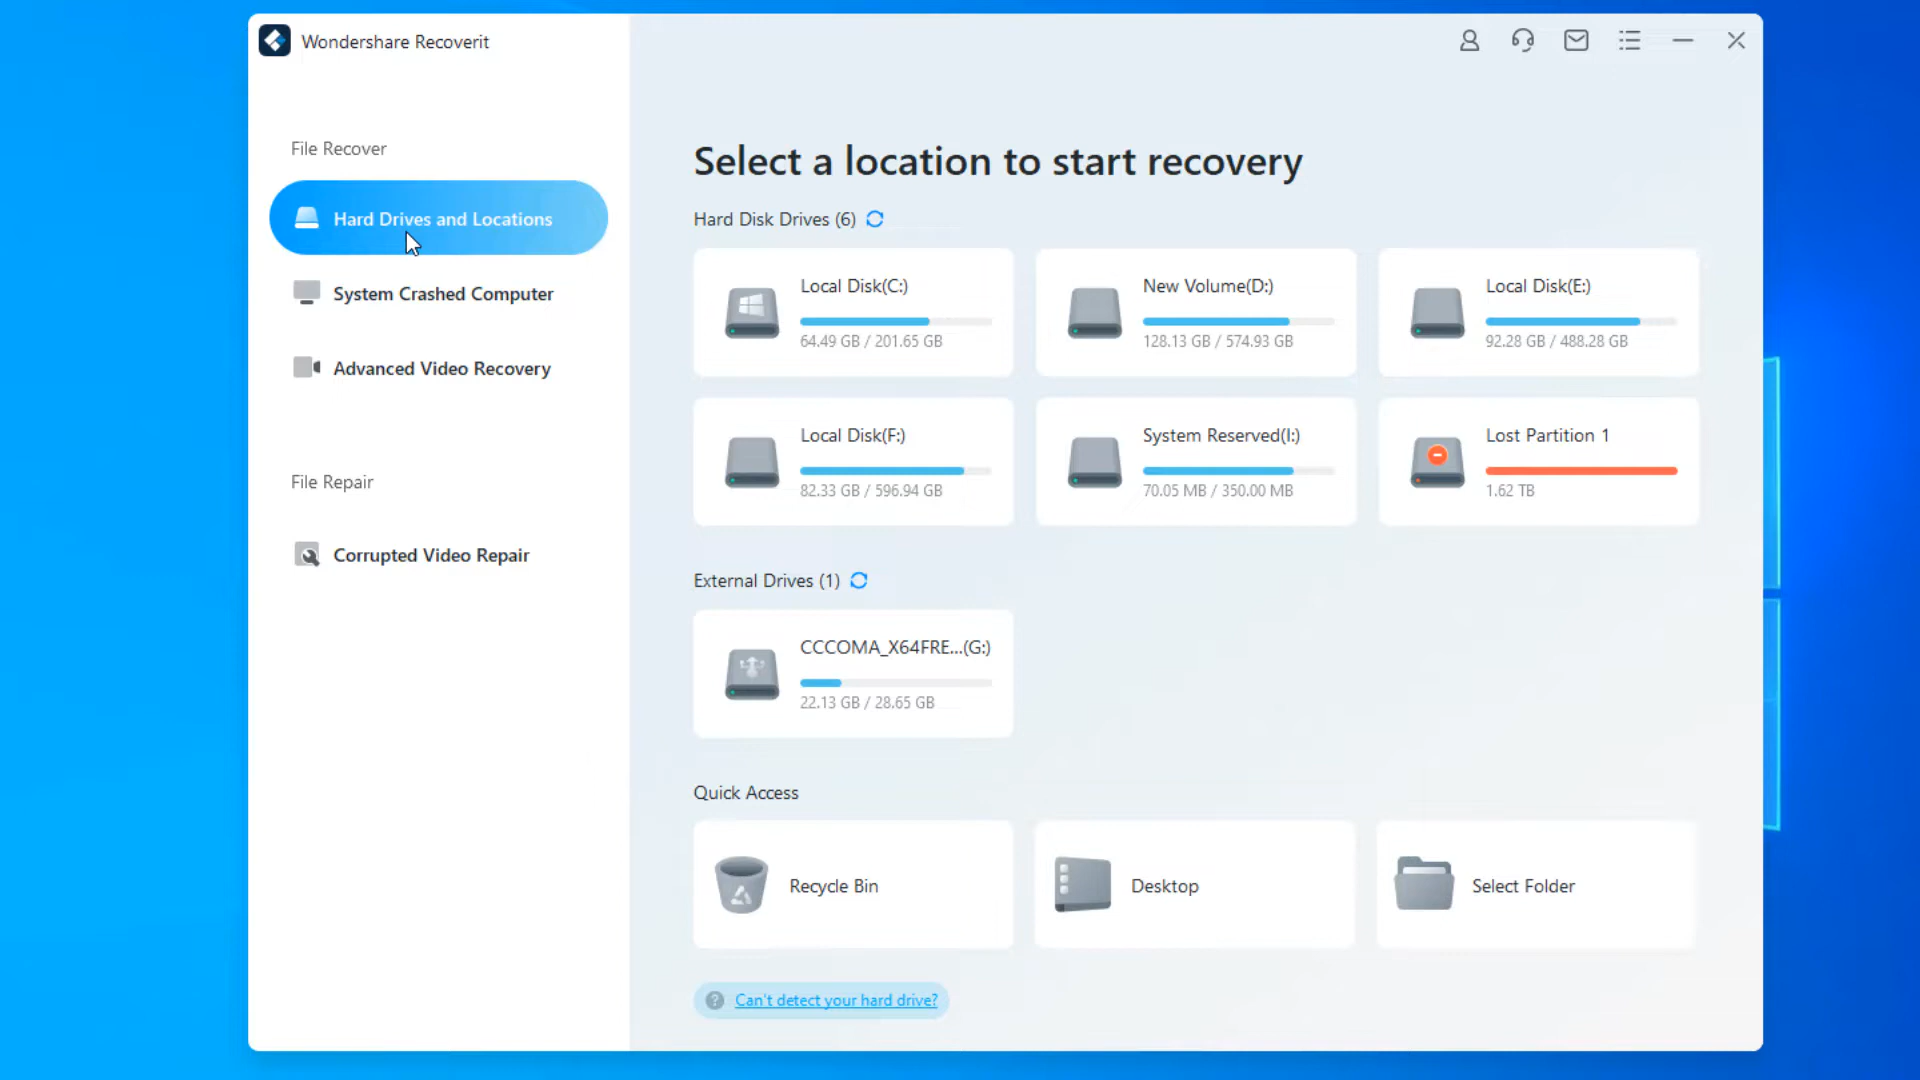 Wondershare Recoverit
File Recover
Hard Drives and Locations
System Crashed Computer
Advanced Video Recovery
File Repair
Corrupted Video Repair
Select a location to start recovery
Hard Disk Drives (6)
Local Disk(C:)
64.49 GB / 201.65 GB
New Volume(D:)
128.13 GB / 574.93 GB
Local Disk(E:)
92.28 GB / 488.28 GB
Local Disk(F:)
82.33 GB / 596.94 GB
System Reserved(I:)
70.05 MB / 350.00 MB
Lost Partition 1
1.62 TB
External Drives (1)
CCCOMA_X64FRE...(G:)
22.13 GB / 28.65 GB
Quick Access
Recycle Bin
Desktop
Select Folder
Can't detect your hard drive?